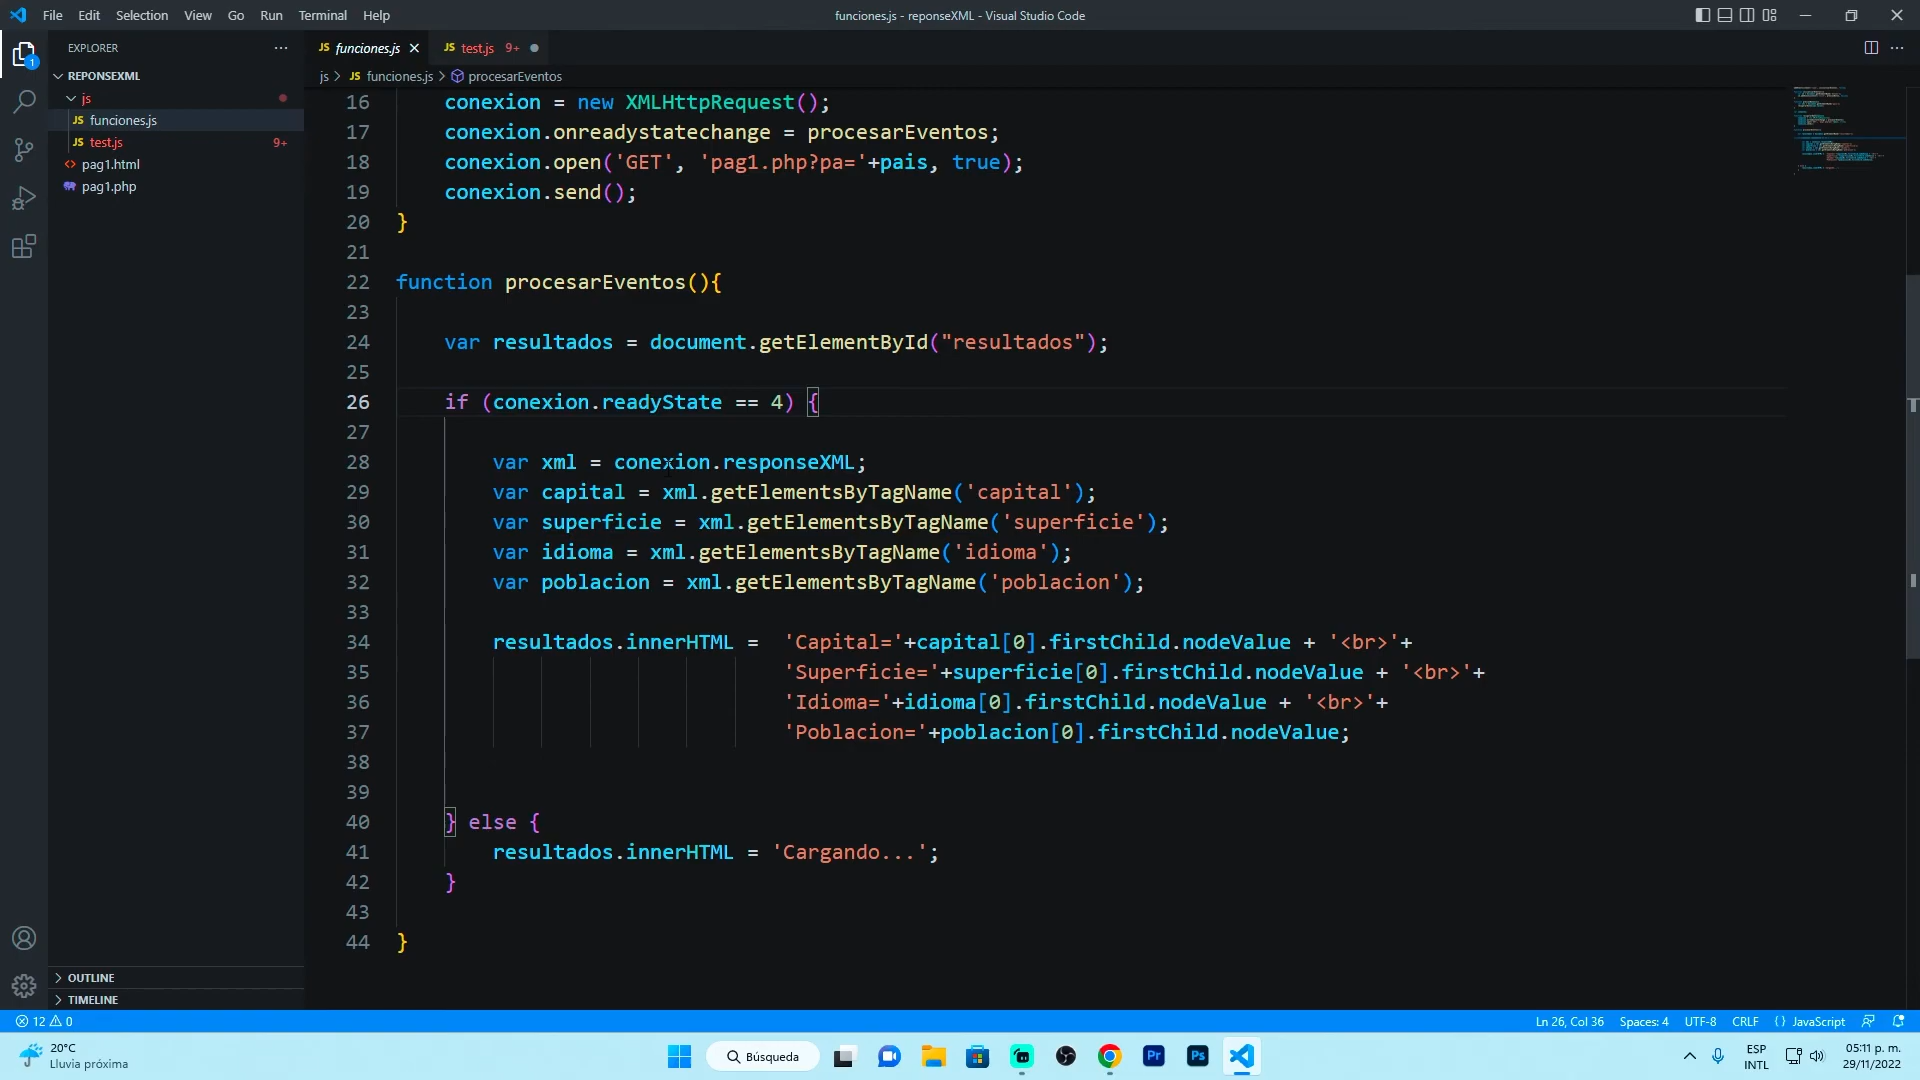 File Edit Selection View Go Run Terminal Help
funciones.js - reponseXML - Visual Studio Code
EXPLORER
REPONSEXML
js
JS funciones.js
JS test.js 9+
<> pag1.html
pag1.php
OUTLINE
TIMELINE
1
JS funciones.js
JS test.js 9+
js > JS funciones.js > procesarEventos
16 conexion = new XMLHttpRequest();
17 conexion.onreadystatechange = procesarEventos;
18 conexion.open('GET', 'pag1.php?pa='+pais, true);
19 conexion.send();
20 }
21
22 function procesarEventos(){
23
24 var resultados = document.getElementById("resultados");
25
26 if (conexion.readyState == 4) {
27
28 var xml = conexion.responseXML;
29 var capital = xml.getElementsByTagName('capital');
30 var superficie = xml.getElementsByTagName('superficie');
31 var idioma = xml.getElementsByTagName('idioma');
32 var poblacion = xml.getElementsByTagName('poblacion');
33
34 resultados.innerHTML = 'Capital='+capital[0].firstChild.nodeValue + '<br>'+
35 'Superficie='+superficie[0].firstChild.nodeValue + '<br>'+
36 'Idioma='+idioma[0].firstChild.nodeValue + '<br>'+
37 'Poblacion='+poblacion[0].firstChild.nodeValue;
38
39
40 } else {
41 resultados.innerHTML = 'Cargando...';
42 }
43
44 }
12 0
Ln 26, Col 36 Spaces: 4 UTF-8 CRLF {} JavaScript
20°C
Lluvia próxima
Búsqueda
Pr
Ps
ESP
INTL
05:11 p. m.
29/11/2022